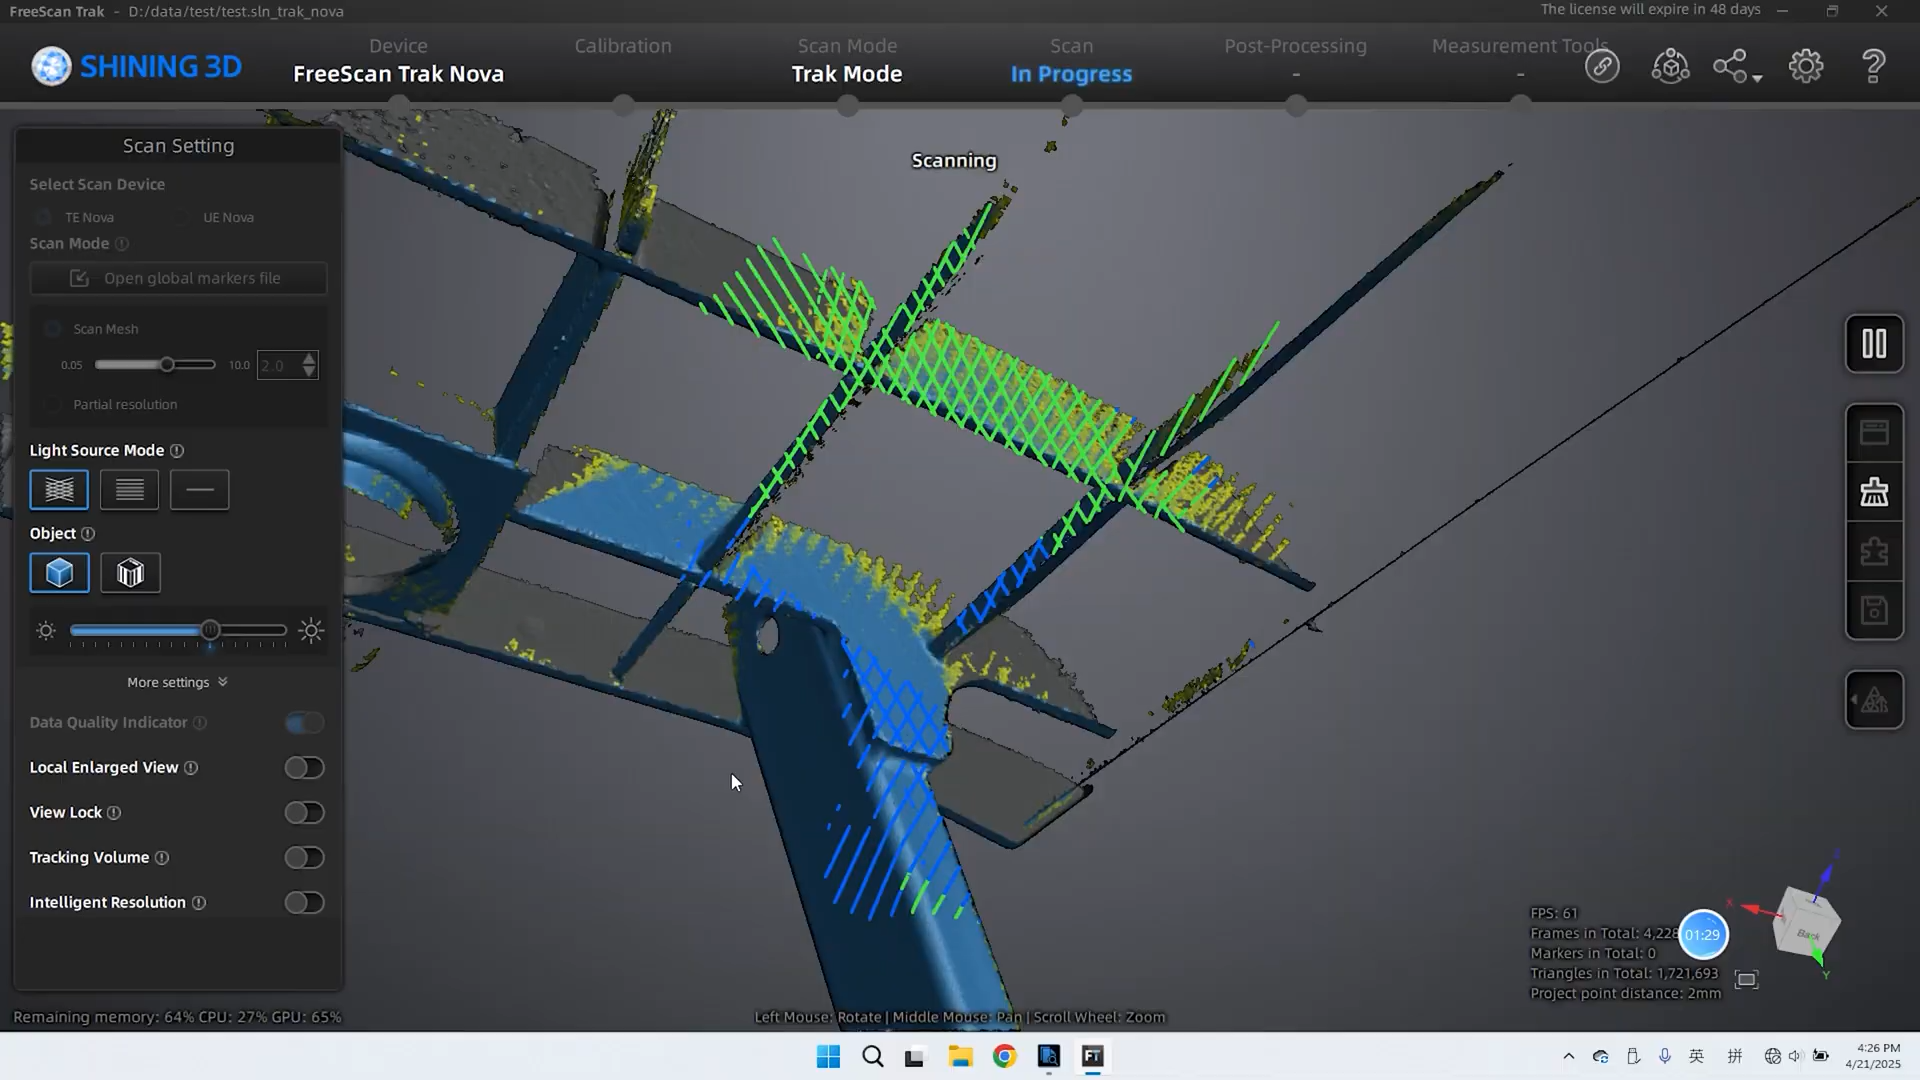 FreeScan Trak - D:/data/test/test.sln_trak_nova
The license will expire in 48 days
SHINING 3D
Device
FreeScan Trak Nova
Calibration
Scan Mode
Trak Mode
Scan
In Progress
Post-Processing
-
Measurement Tools
-
Scan Setting
Select Scan Device
TE Nova
UE Nova
Scan Mode
Open global markers file
Scan Mesh
0.05
10.0
2.0
Partial resolution
Light Source Mode
Object
More settings
Data Quality Indicator
Local Enlarged View
View Lock
Tracking Volume
Intelligent Resolution
Scanning
FPS: 61
Frames in Total: 4,228
Markers in Total: 0
Triangles in Total: 1,721,693
Project point distance: 2mm
01:29
X
Back
Y
Remaining memory: 64% CPU: 27% GPU: 65%
Left Mouse: Rotate | Middle Mouse: Pan | Scroll Wheel: Zoom
FT
英
拼
4:26 PM
4/21/2025